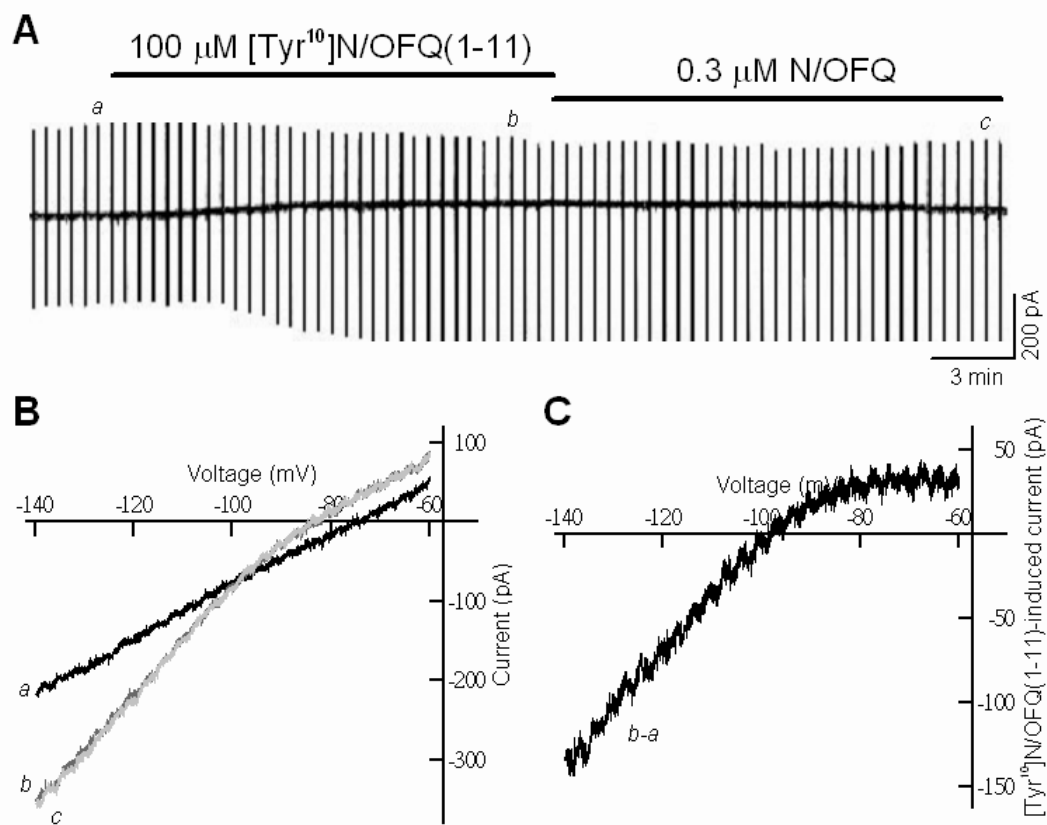 A
100 µM [Tyr¹⁰]N/OFQ(1-11)
0.3 µM N/OFQ
a
b
c
200 pA
3 min
B
Voltage (mV)
-140
-120
-100
-80
-60
100
-100
-200
-300
Current (pA)
a
b
c
C
Voltage (mV)
-140
-120
-100
-80
-60
50
-50
-100
-150
[Tyr¹⁰]N/OFQ(1-11)-induced current (pA)
b-a